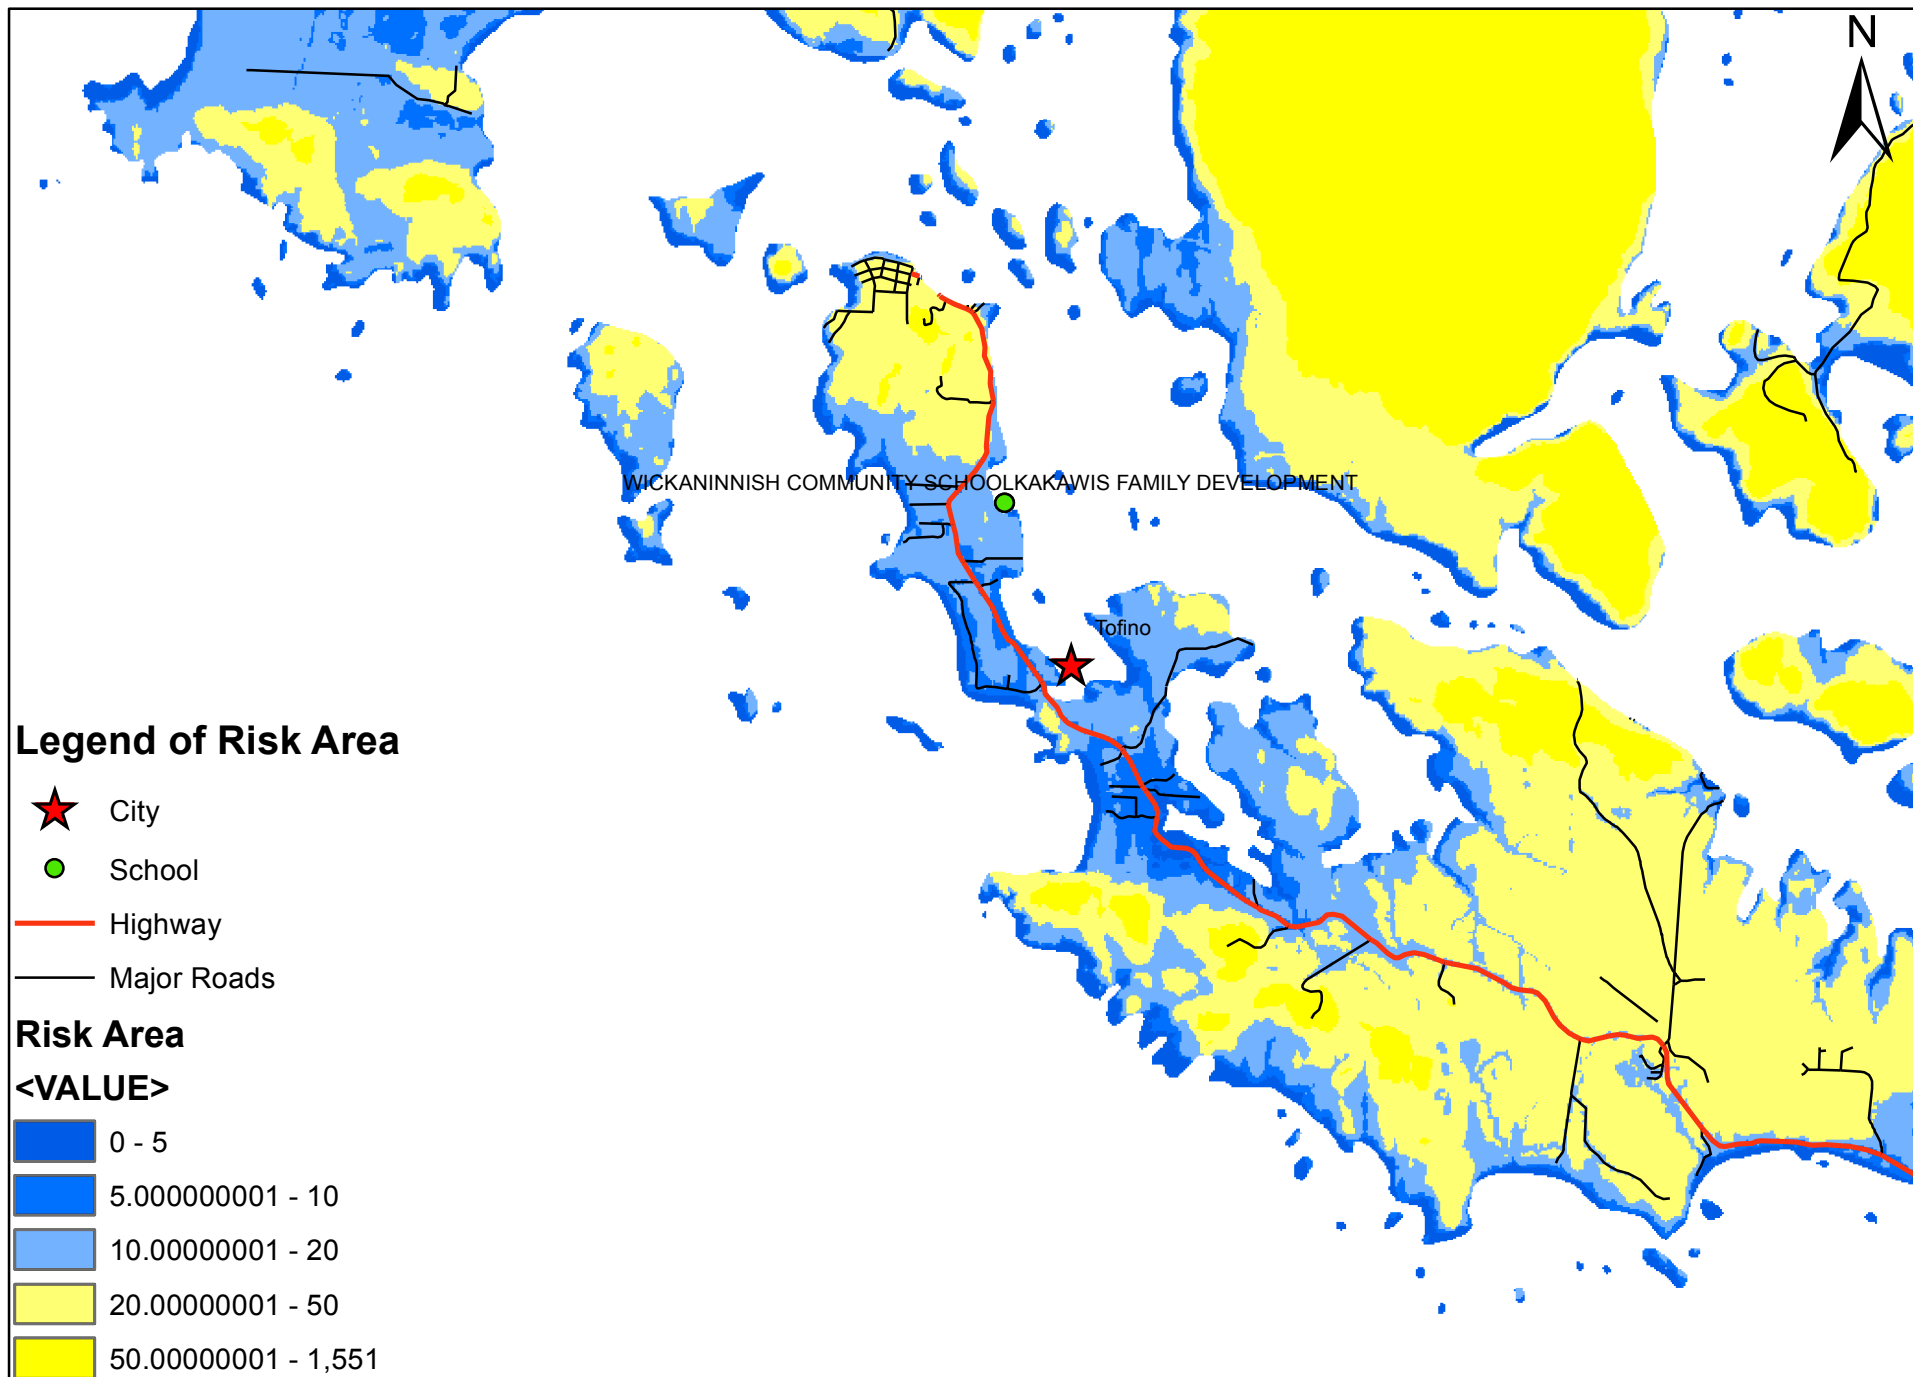 N
WICKANINNISH COMMUNITY SCHOOLKAKAWIS FAMILY DEVELOPMENT
Tofino
Legend of Risk Area
City
School
Highway
Major Roads
Risk Area
<VALUE>
0 - 5
5.000000001 - 10
10.00000001 - 20
20.00000001 - 50
50.00000001 - 1,551